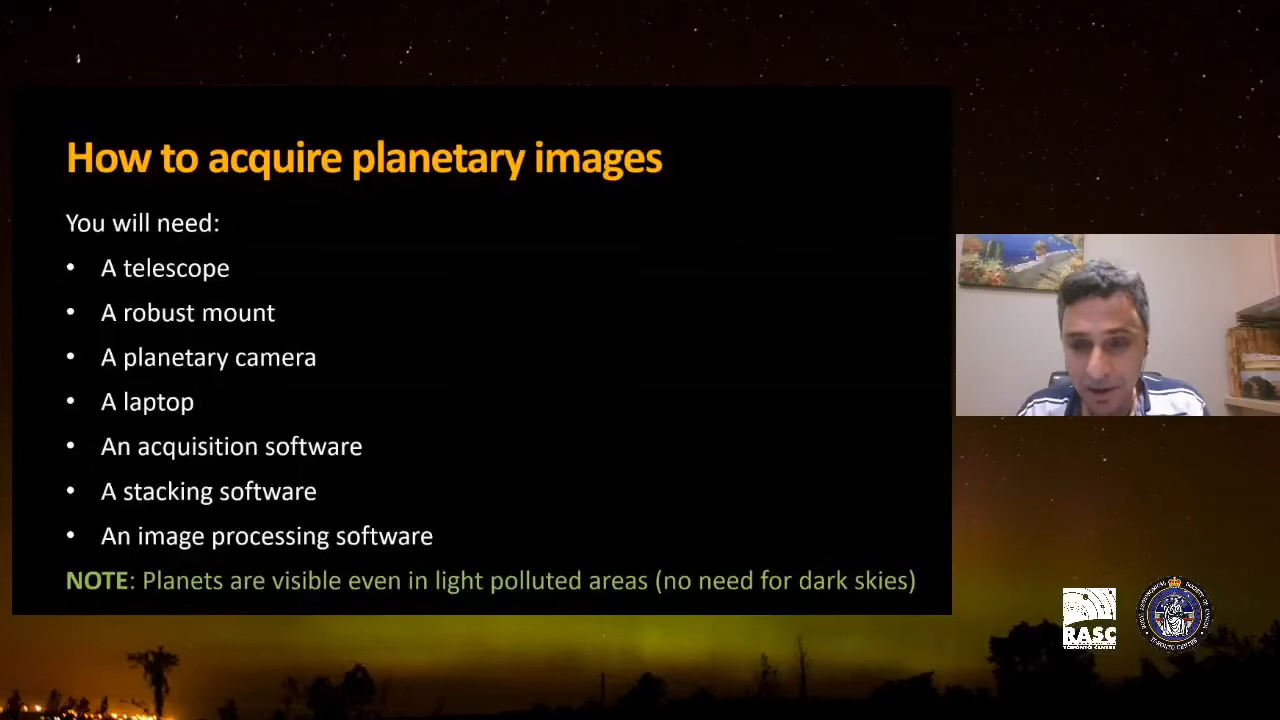 How to acquire planetary images
You will need:
• A telescope
• A robust mount
• A planetary camera
• A laptop
• An acquisition software
• A stacking software
• An image processing software
NOTE: Planets are visible even in light polluted areas (no need for dark skies)
RASC
TORONTO CENTRE